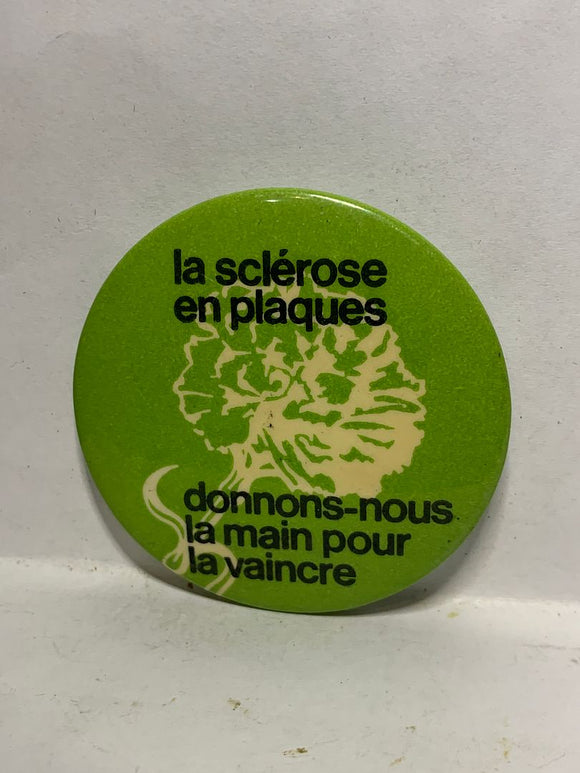 la sclérose
en plaques
donnons-nous
la main pour
la vaincre